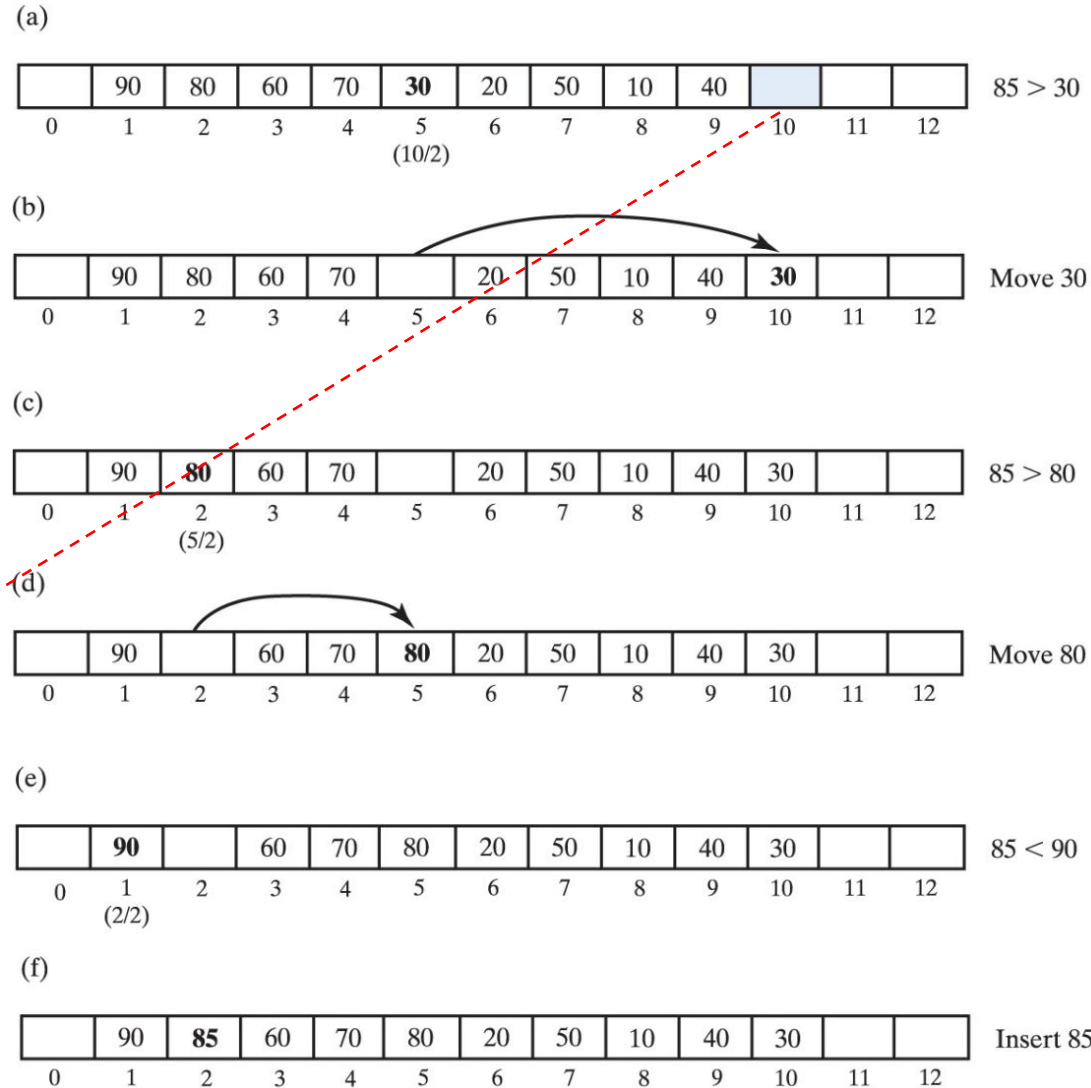 (a)
90 80 60 70 30 20 50 10 40 85 > 30
0 1 2 3 4 5 6 7 8 9 10 11 12
(10/2)
(b)
90 80 60 70 20 50 10 40 30 Move 30
0 1 2 3 4 5 6 7 8 9 10 11 12
(c)
90 80 60 70 20 50 10 40 30 85 > 80
0 1 2 3 4 5 6 7 8 9 10 11 12
(5/2)
(d)
90 60 70 80 20 50 10 40 30 Move 80
0 1 2 3 4 5 6 7 8 9 10 11 12
(e)
90 60 70 80 20 50 10 40 30 85 < 90
0 1 2 3 4 5 6 7 8 9 10 11 12
(2/2)
(f)
90 85 60 70 80 20 50 10 40 30 Insert 85
0 1 2 3 4 5 6 7 8 9 10 11 12